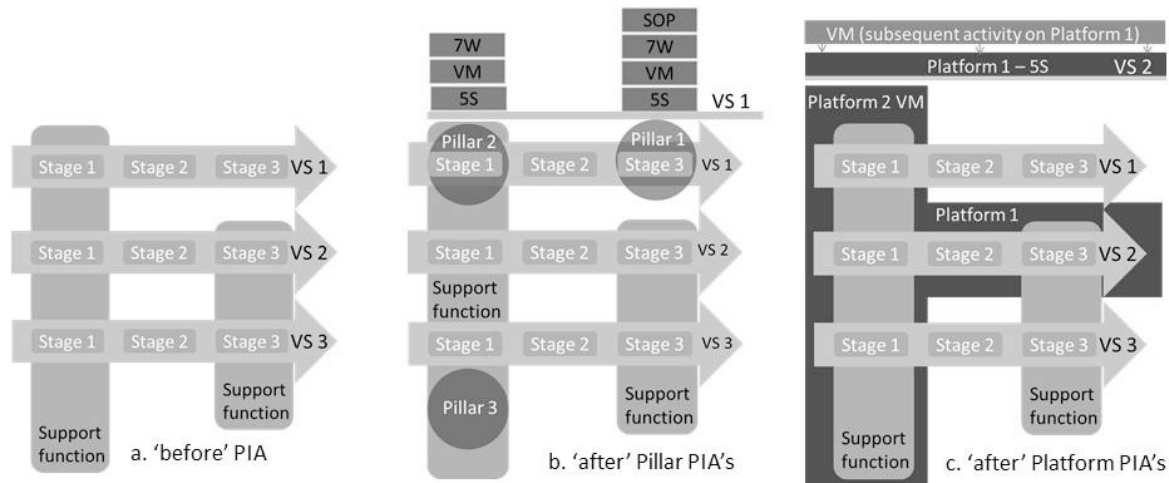 Stage 1 Stage 2 Stage 3 VS 1
Stage 1 Stage 2 Stage 3 VS 2
Stage 1 Stage 2 Stage 3 VS 3
Support
function
Support
function
a. ‘before’ PIA
SOP
7W
7W
VM
VM
5S
5S
VS 1
Pillar 2
Pillar 1
Stage 1 Stage 2 Stage 3 VS 1
Stage 1 Stage 2 Stage 3 VS 2
Support
function
Stage 1 Stage 2 Stage 3 VS 3
Pillar 3
Support
function
b. ‘after’ Pillar PIA's
VM (subsequent activity on Platform 1)
Platform 1 – 5S VS 2
Platform 2 VM
Stage 1 Stage 2 Stage 3 VS 1
Platform 1
Stage 1 Stage 2 Stage 3 VS 2
Stage 1 Stage 2 Stage 3 VS 3
Support
function
Support
function
c. ‘after’ Platform PIA's